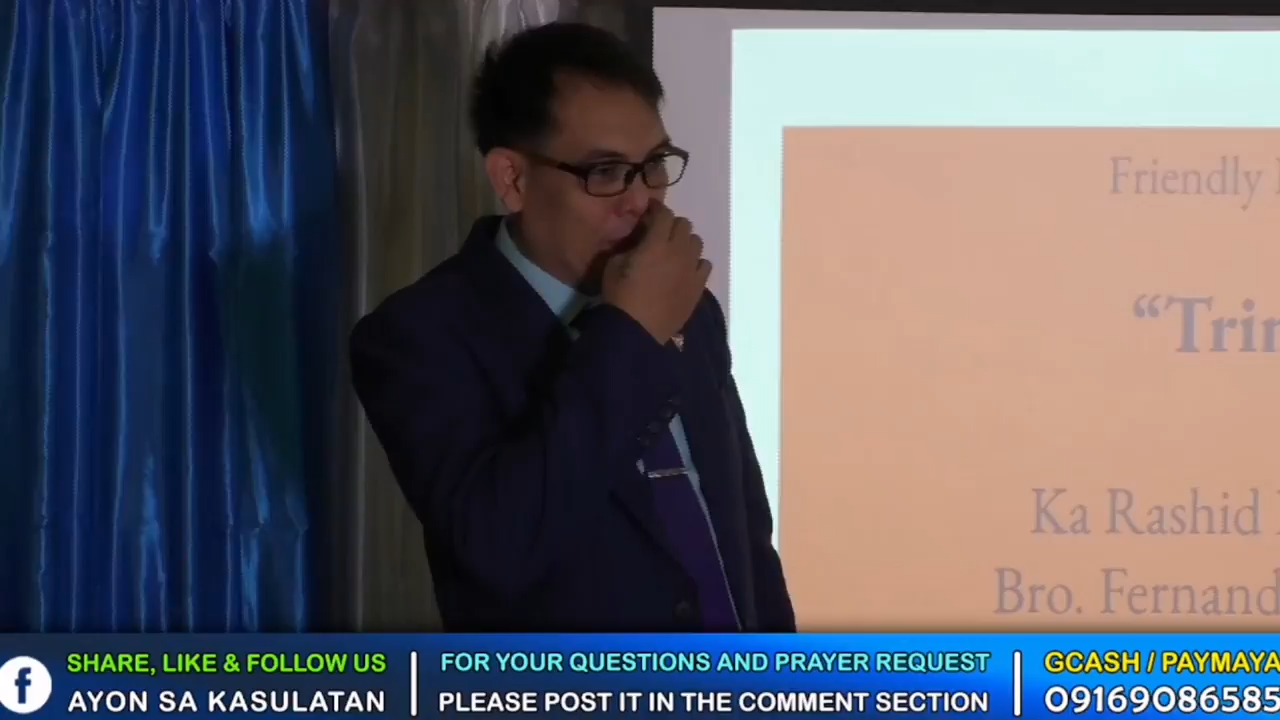 Friendly
“Trin
Ka Rashid
Bro. Fernand
f
SHARE, LIKE & FOLLOW US
AYON SA KASULATAN
FOR YOUR QUESTIONS AND PRAYER REQUEST
PLEASE POST IT IN THE COMMENT SECTION
GCASH / PAYMAYA
09169086585